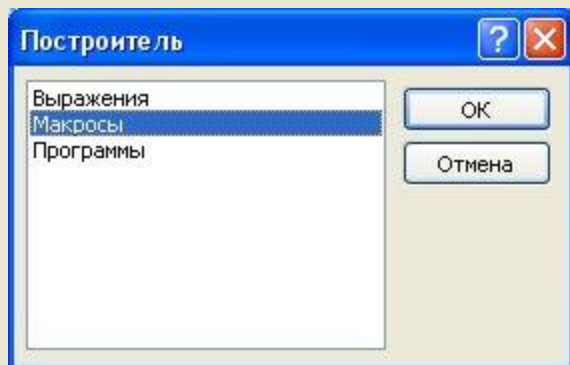 Построитель
Выражения
Макросы
Программы
ОК
Отмена